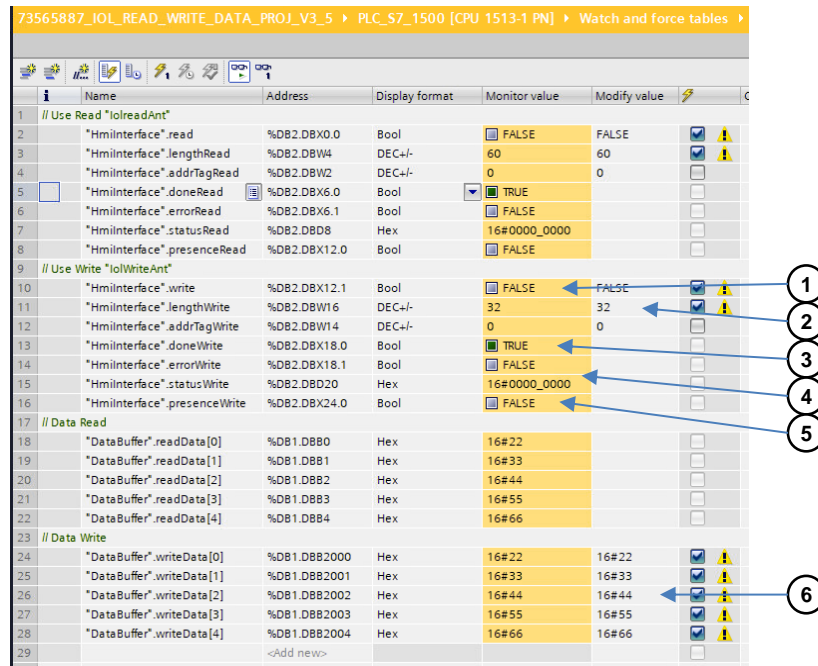 73565887_IOL_READ_WRITE_DATA_PROJ_V3_5 ▸ PLC_S7_1500 [CPU 1513-1 PN] ▸ Watch and force tables ▸
i Name Address Display format Monitor value Modify value
1 // Use Read "IolreadAnt"
2 "HmiInterface".read %DB2.DBX0.0 Bool FALSE FALSE
3 "HmiInterface".lengthRead %DB2.DBW4 DEC+/- 60 60
4 "HmiInterface".addrTagRead %DB2.DBW2 DEC+/- 0 0
5 "HmiInterface".doneRead %DB2.DBX6.0 Bool TRUE
6 "HmiInterface".errorRead %DB2.DBX6.1 Bool FALSE
7 "HmiInterface".statusRead %DB2.DBD8 Hex 16#0000_0000
8 "HmiInterface".presenceRead %DB2.DBX12.0 Bool FALSE
9 // Use Write "IolWriteAnt"
10 "HmiInterface".write %DB2.DBX12.1 Bool FALSE FALSE 1
11 "HmiInterface".lengthWrite %DB2.DBW16 DEC+/- 32 32 2
12 "HmiInterface".addrTagWrite %DB2.DBW14 DEC+/- 0 0
13 "HmiInterface".doneWrite %DB2.DBX18.0 Bool TRUE 3
14 "HmiInterface".errorWrite %DB2.DBX18.1 Bool FALSE
15 "HmiInterface".statusWrite %DB2.DBD20 Hex 16#0000_0000 4
16 "HmiInterface".presenceWrite %DB2.DBX24.0 Bool FALSE 5
17 // Data Read
18 "DataBuffer".readData[0] %DB1.DBB0 Hex 16#22
19 "DataBuffer".readData[1] %DB1.DBB1 Hex 16#33
20 "DataBuffer".readData[2] %DB1.DBB2 Hex 16#44
21 "DataBuffer".readData[3] %DB1.DBB3 Hex 16#55
22 "DataBuffer".readData[4] %DB1.DBB4 Hex 16#66
23 // Data Write
24 "DataBuffer".writeData[0] %DB1.DBB2000 Hex 16#22 16#22
25 "DataBuffer".writeData[1] %DB1.DBB2001 Hex 16#33 16#33
26 "DataBuffer".writeData[2] %DB1.DBB2002 Hex 16#44 16#44 6
27 "DataBuffer".writeData[3] %DB1.DBB2003 Hex 16#55 16#55
28 "DataBuffer".writeData[4] %DB1.DBB2004 Hex 16#66 16#66
29 <Add new>